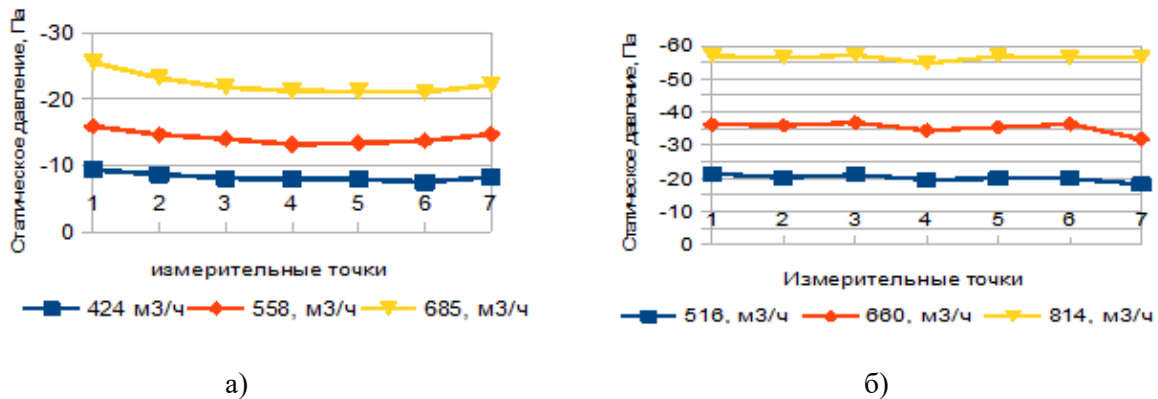 Статическое давление, Па
-30
-20
-10
0
1 2 3 4 5 6 7
измерительные точки
424 м3/ч 558, м3/ч 685, м3/ч
а)
Статическое давление, Па
-60
-50
-40
-30
-20
-10
0
1 2 3 4 5 6 7
Измерительные точки
516, м3/ч 660, м3/ч 814, м3/ч
б)